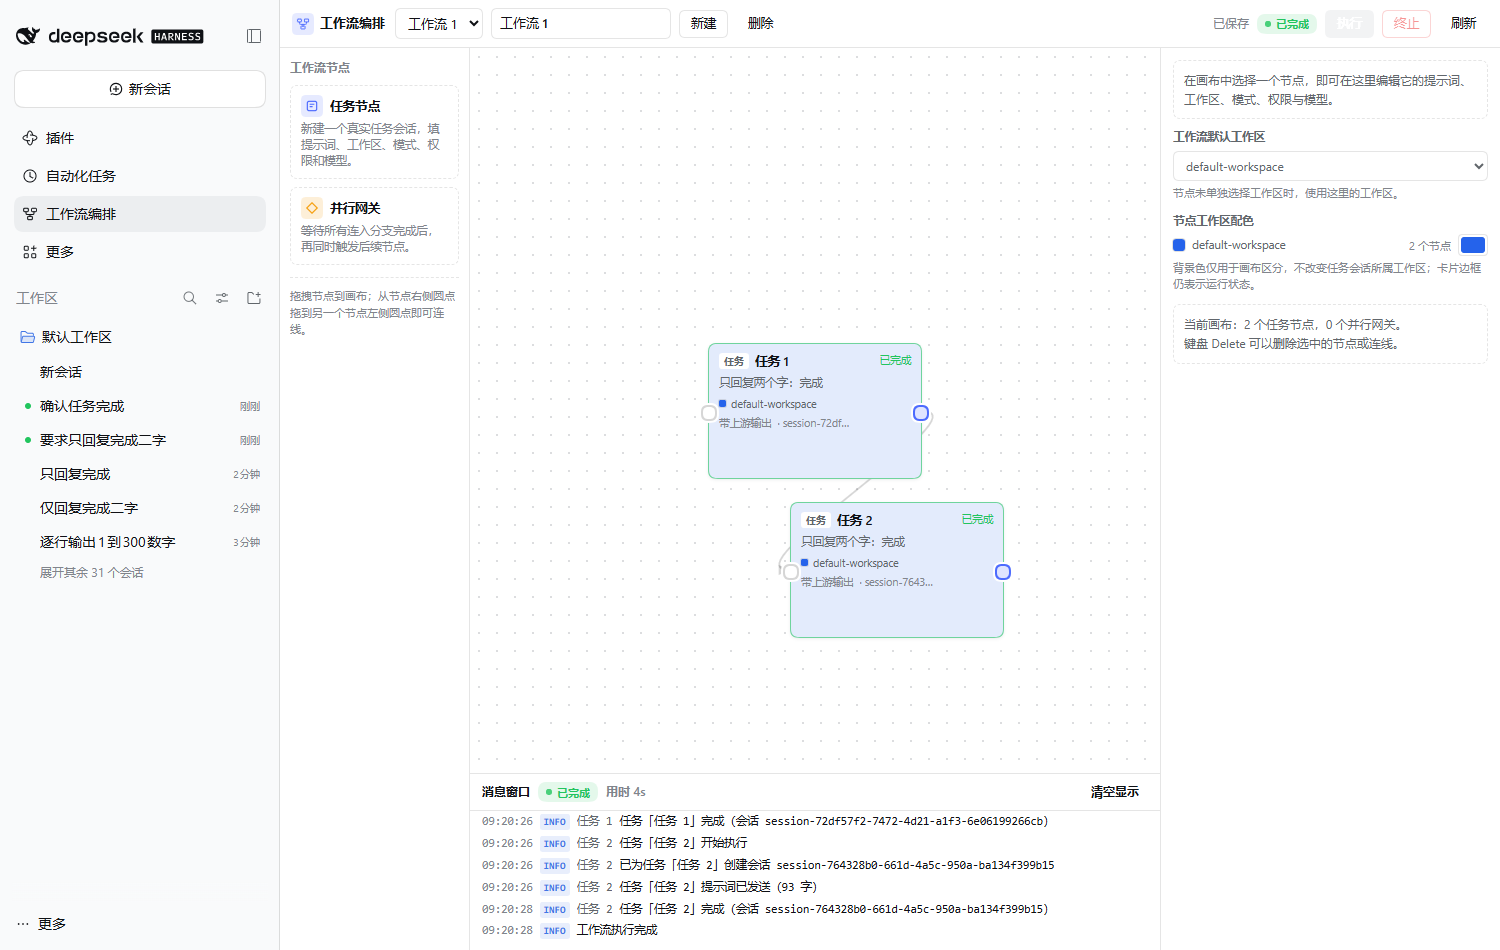 deepseek HARNESS
新会话
插件
自动化任务
工作流编排
更多
工作区
默认工作区
新会话
确认任务完成 刚刚
要求只回复完成二字 刚刚
只回复完成 2 分钟
仅回复完成二字 2 分钟
逐行输出 1 到 300 数字 3 分钟
展开其余 31 个会话
更多
工作流编排 工作流 1 工作流 1 新建 删除 已保存 已完成 执行 终止 刷新
工作流节点
任务节点
新建一个真实任务会话，填
提示词、工作区、模式、权
限和模型。
并行网关
等待所有连入分支完成后，
再同时触发后续节点。
拖拽节点到画布；从节点右侧圆点
拖到另一个节点左侧圆点即可连
线。
任务 任务 1 已完成
只回复两个字：完成
default-workspace
带上游输出 · session-72df...
任务 任务 2 已完成
只回复两个字：完成
default-workspace
带上游输出 · session-7643...
消息窗口 已完成 用时 4s 清空显示
09:20:26 INFO 任务 1 任务「任务 1」完成（会话 session-72df57f2-7472-4d21-a1f3-6e06199266cb）
09:20:26 INFO 任务 2 任务「任务 2」开始执行
09:20:26 INFO 任务 2 已为任务「任务 2」创建会话 session-764328b0-661d-4a5c-950a-ba134f399b15
09:20:26 INFO 任务 2 任务「任务 2」提示词已发送（93 字）
09:20:28 INFO 任务 2 任务「任务 2」完成（会话 session-764328b0-661d-4a5c-950a-ba134f399b15）
09:20:28 INFO 工作流执行完成
在画布中选择一个节点，即可在这里编辑它的提示词、
工作区、模式、权限与模型。
工作流默认工作区
default-workspace
节点未单独选择工作区时，使用这里的工作区。
节点工作区配色
default-workspace 2 个节点
背景色仅用于画布区分，不改变任务会话所属工作区；卡片边框
仍表示运行状态。
当前画布：2 个任务节点，0 个并行网关。
键盘 Delete 可以删除选中的节点或连线。